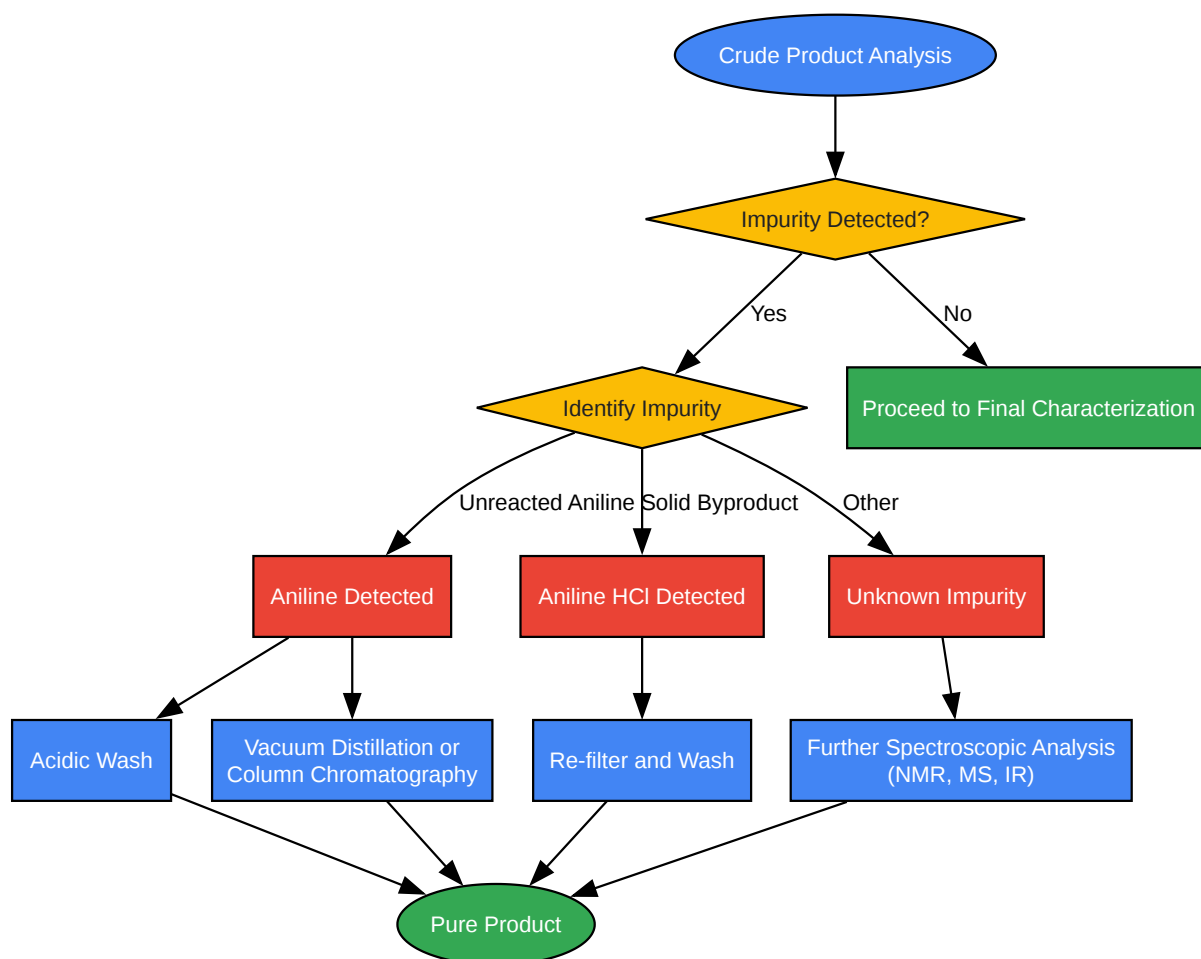 Crude Product Analysis
Impurity Detected?
Yes
No
Identify Impurity
Proceed to Final Characterization
Unreacted Aniline
Solid Byproduct
Other
Aniline Detected
Aniline HCl Detected
Unknown Impurity
Acidic Wash
Vacuum Distillation or
Column Chromatography
Re-filter and Wash
Further Spectroscopic Analysis
(NMR, MS, IR)
Pure Product